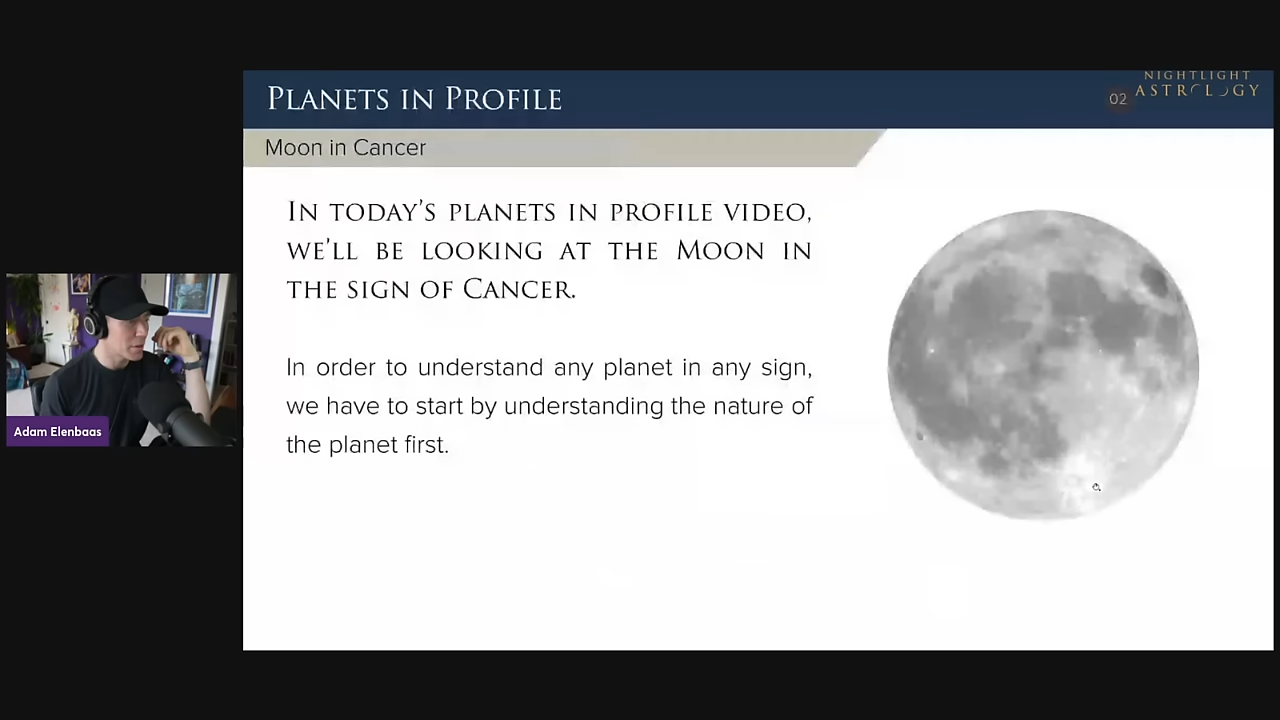 PLANETS IN PROFILE
02
NIGHTLIGHT
ASTROLOGY
Moon in Cancer
IN TODAY'S PLANETS IN PROFILE VIDEO,
WE'LL BE LOOKING AT THE MOON IN
THE SIGN OF CANCER.
In order to understand any planet in any sign,
we have to start by understanding the nature of
the planet first.
Adam Elenbaas